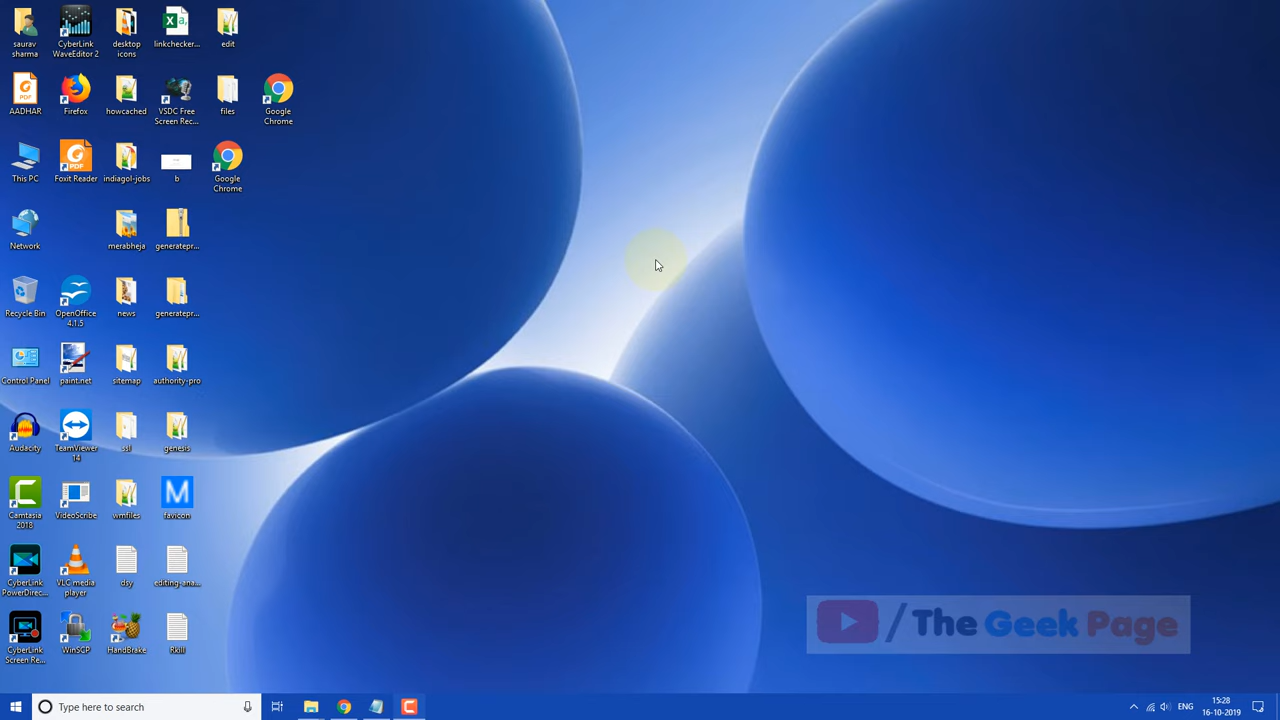 saurav
sharma
CyberLink
WaveEditor 2
desktop
icons
linkchecker...
edit
AADHAR
Firefox
howcached
VSDC Free
Screen Rec...
files
Google
Chrome
This PC
Foxit Reader
indiagol-jobs
b
Google
Chrome
Network
merabheja
generatepr...
Recycle Bin
OpenOffice
4.1.5
news
generatepr...
Control Panel
paint.net
sitemap
authority-pro
Audacity
TeamViewer
14
ssl
genesis
Camtasia
2018
VideoScribe
wmfiles
M
favicon
CyberLink
PowerDirec...
VLC media
player
dsy
editing-ana...
CyberLink
Screen Re...
WinSCP
HandBrake
Rkill
/ The Geek Page
Type here to search
ENG
15:28
16-10-2019